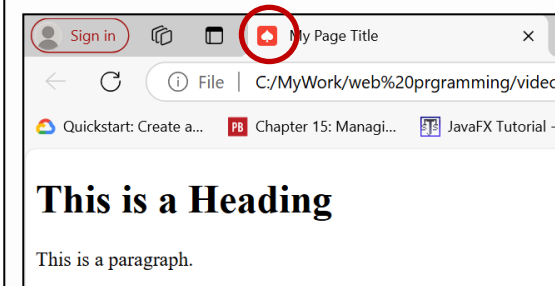 Sign in My Page Title
File C:/MyWork/web%20prgramming/videc
Quickstart: Create a... PB Chapter 15: Managi... JavaFX Tutorial -
This is a Heading
This is a paragraph.